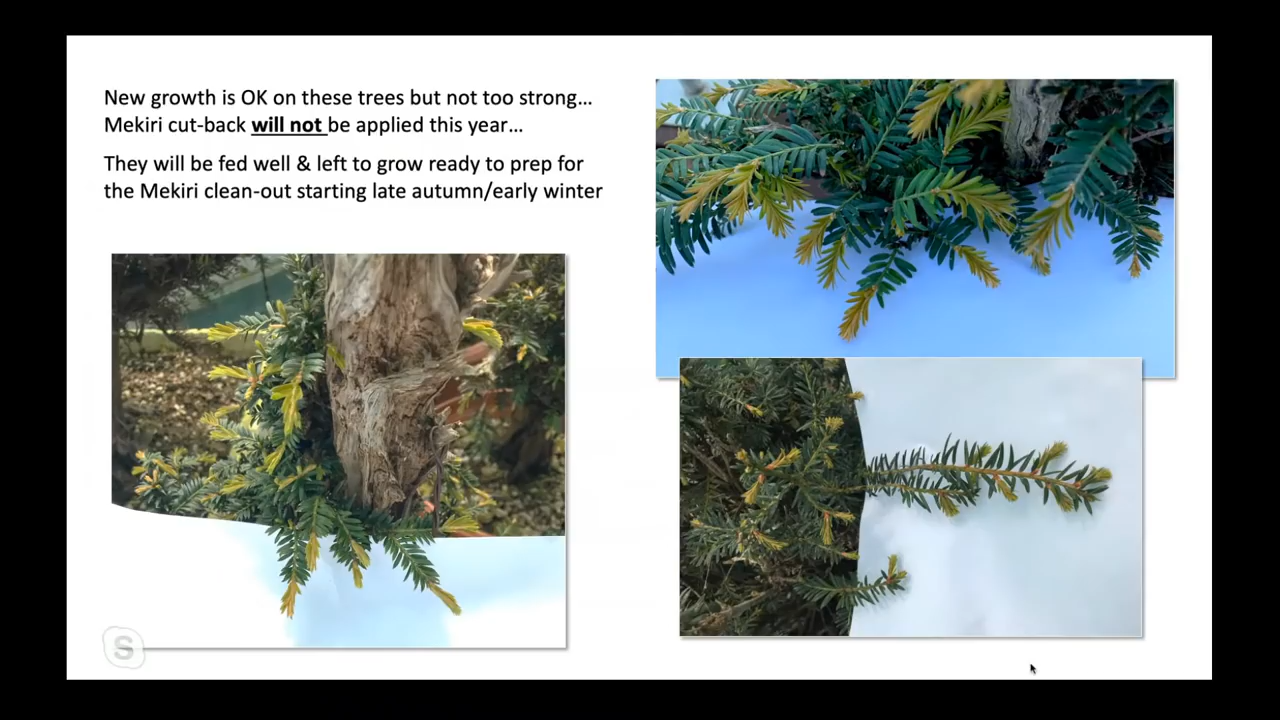 New growth is OK on these trees but not too strong...
Mekiri cut-back will not be applied this year...
They will be fed well & left to grow ready to prep for
the Mekiri clean-out starting late autumn/early winter
S